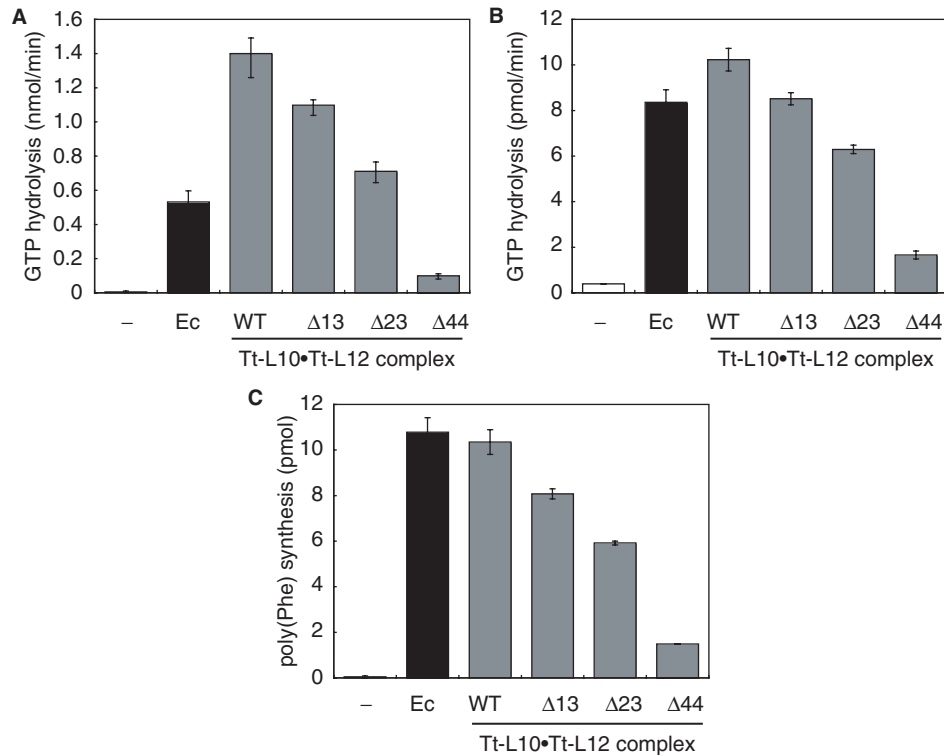 A
GTP hydrolysis (nmol/min)
1.6
1.4
1.2
1.0
0.8
0.6
0.4
0.2
0
– Ec WT Δ13 Δ23 Δ44
Tt-L10•Tt-L12 complex
B
GTP hydrolysis (pmol/min)
12
10
8
6
4
2
0
– Ec WT Δ13 Δ23 Δ44
Tt-L10•Tt-L12 complex
C
poly(Phe) synthesis (pmol)
12
10
8
6
4
2
0
– Ec WT Δ13 Δ23 Δ44
Tt-L10•Tt-L12 complex